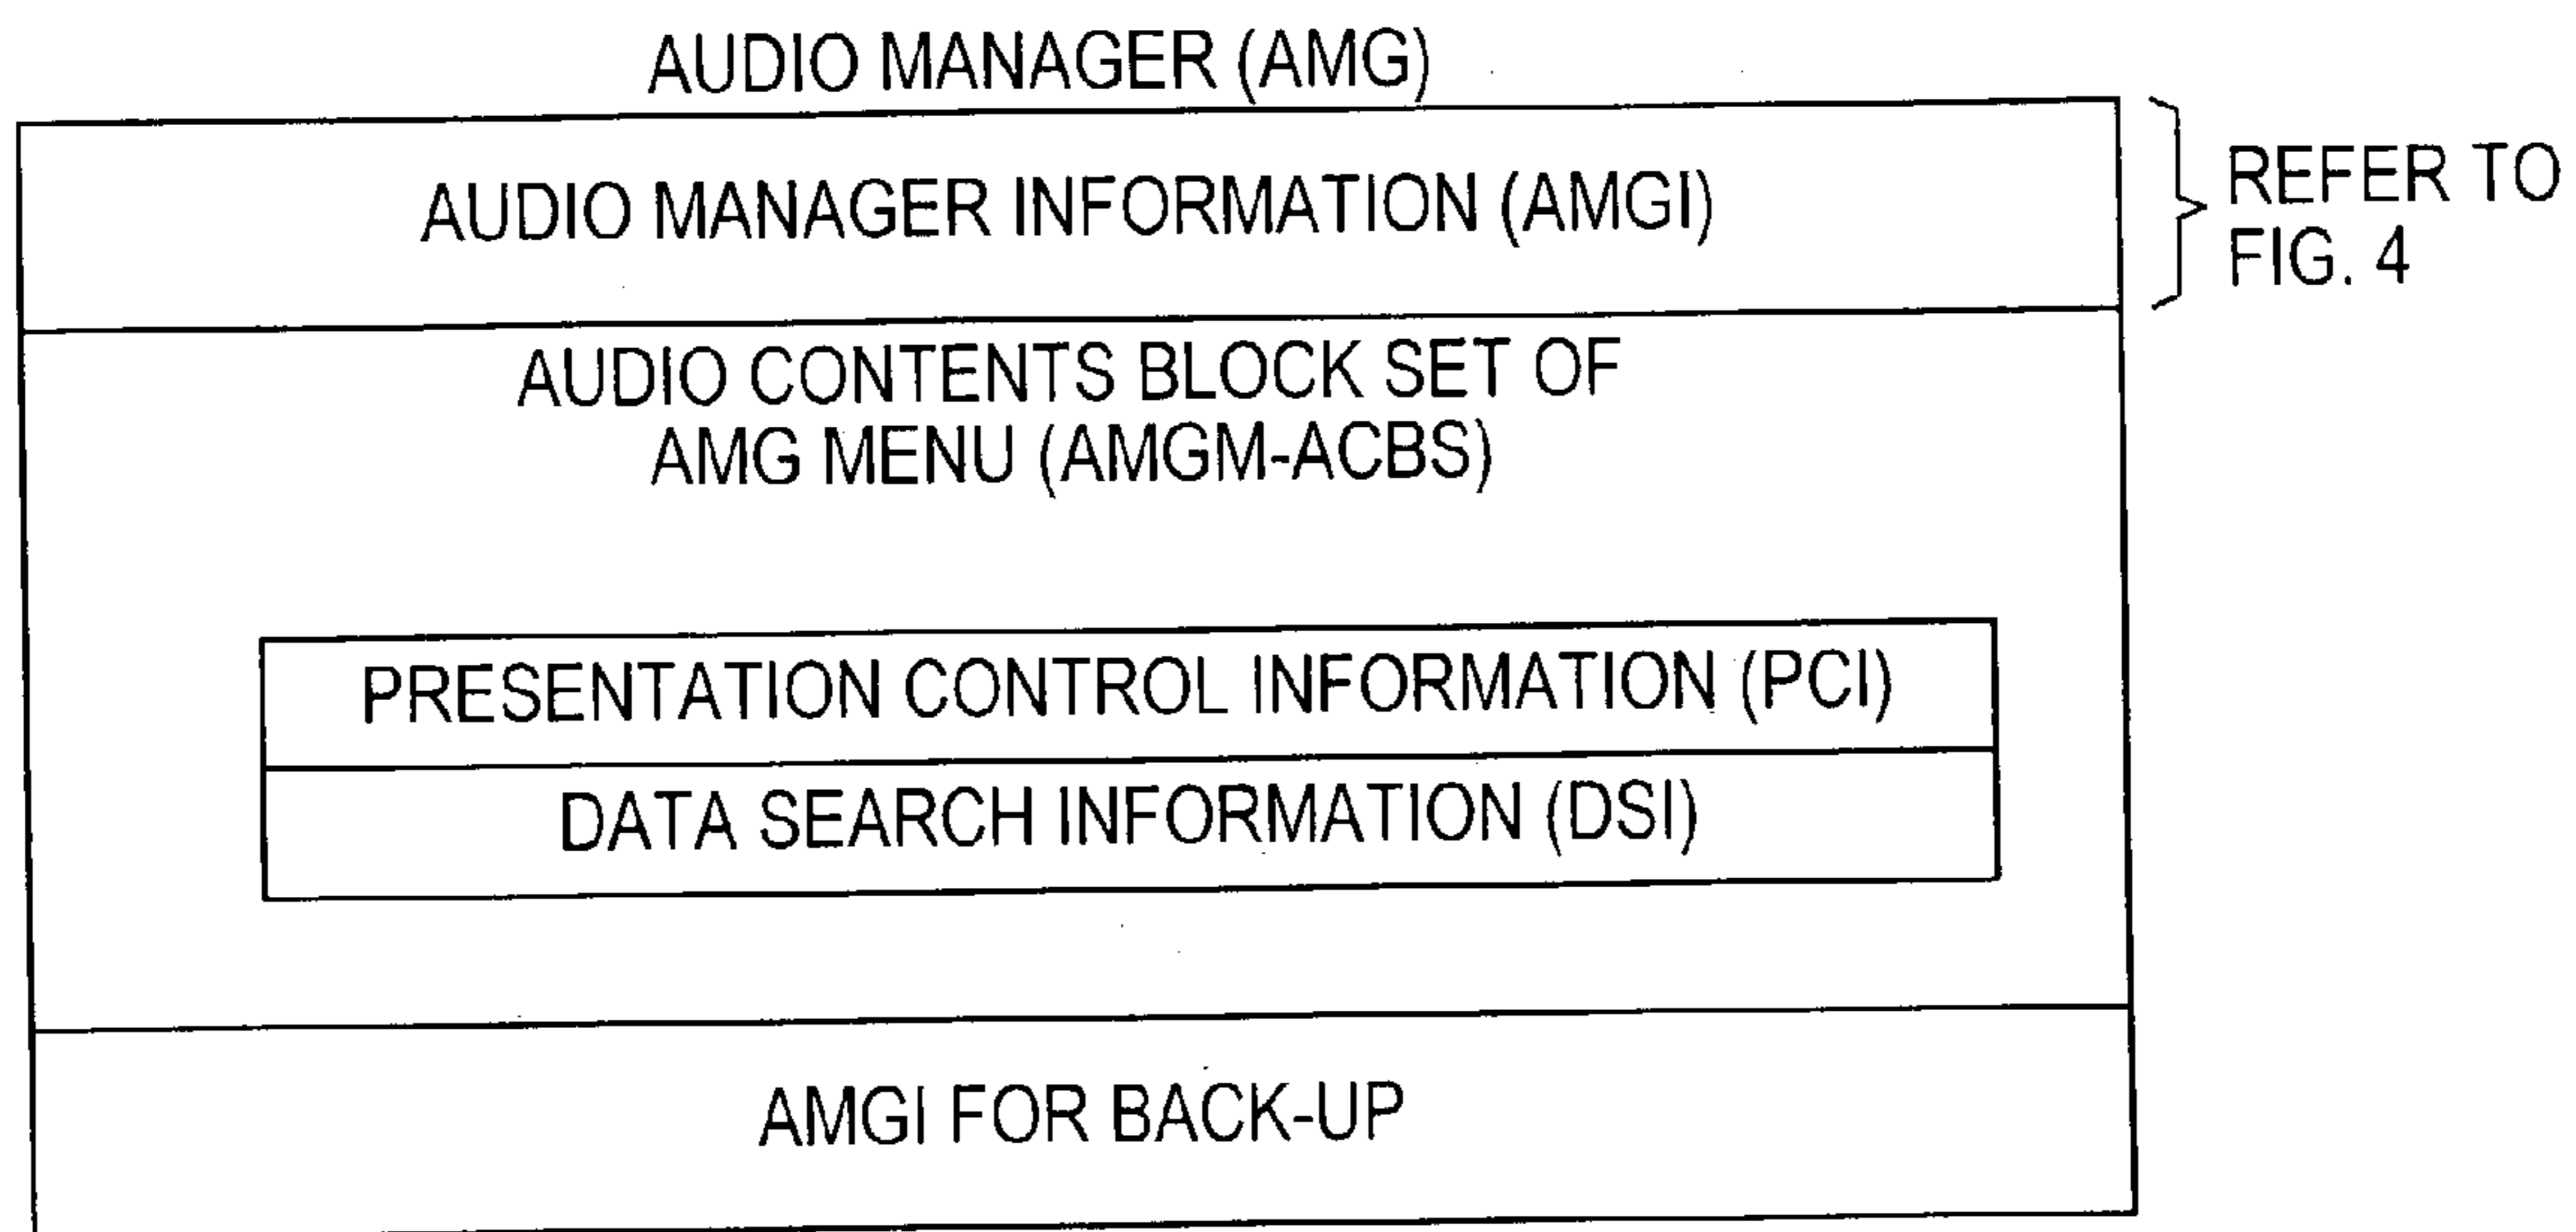 AUDIO MANAGER (AMG)
AUDIO MANAGER INFORMATION (AMGI)
REFER TO
FIG. 4
AUDIO CONTENTS BLOCK SET OF
AMG MENU (AMGM-ACBS)
PRESENTATION CONTROL INFORMATION (PCI)
DATA SEARCH INFORMATION (DSI)
AMGI FOR BACK-UP